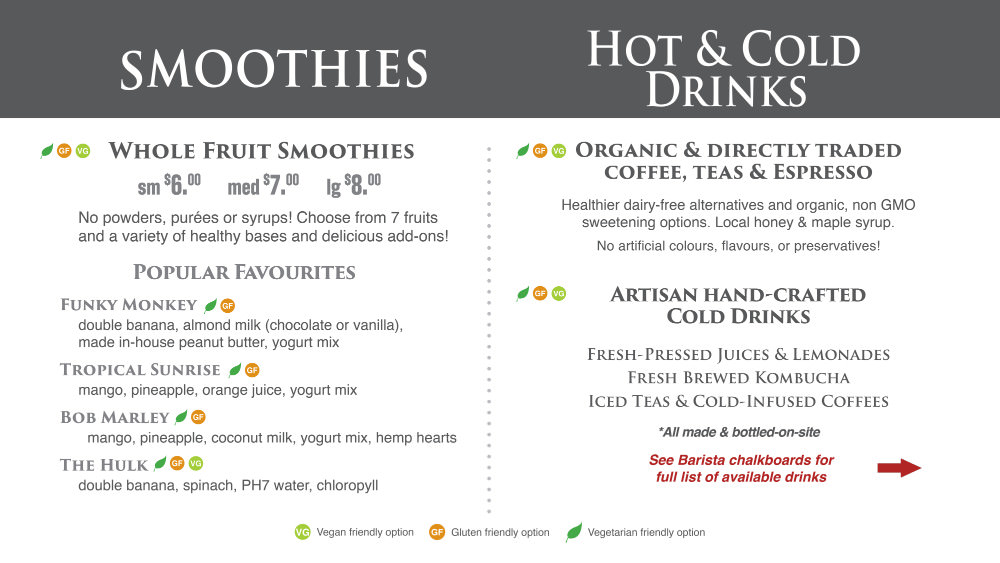 SMOOTHIES
HOT & COLD
DRINKS
GF VG WHOLE FRUIT SMOOTHIES
sm $6.00 med $7.00 lg $8.00
No powders, purées or syrups! Choose from 7 fruits
and a variety of healthy bases and delicious add-ons!
POPULAR FAVOURITES
FUNKY MONKEY GF
double banana, almond milk (chocolate or vanilla),
made in-house peanut butter, yogurt mix
TROPICAL SUNRISE GF
mango, pineapple, orange juice, yogurt mix
BOB MARLEY GF
mango, pineapple, coconut milk, yogurt mix, hemp hearts
THE HULK GF VG
double banana, spinach, PH7 water, chloropyll
GF VG ORGANIC & DIRECTLY TRADED
COFFEE, TEAS & ESPRESSO
Healthier dairy-free alternatives and organic, non GMO
sweetening options. Local honey & maple syrup.
No artificial colours, flavours, or preservatives!
GF VG ARTISAN HAND-CRAFTED
COLD DRINKS
FRESH-PRESSED JUICES & LEMONADES
FRESH BREWED KOMBUCHA
ICED TEAS & COLD-INFUSED COFFEES
*All made & bottled-on-site
See Barista chalkboards for
full list of available drinks
VG Vegan friendly option GF Gluten friendly option Vegetarian friendly option